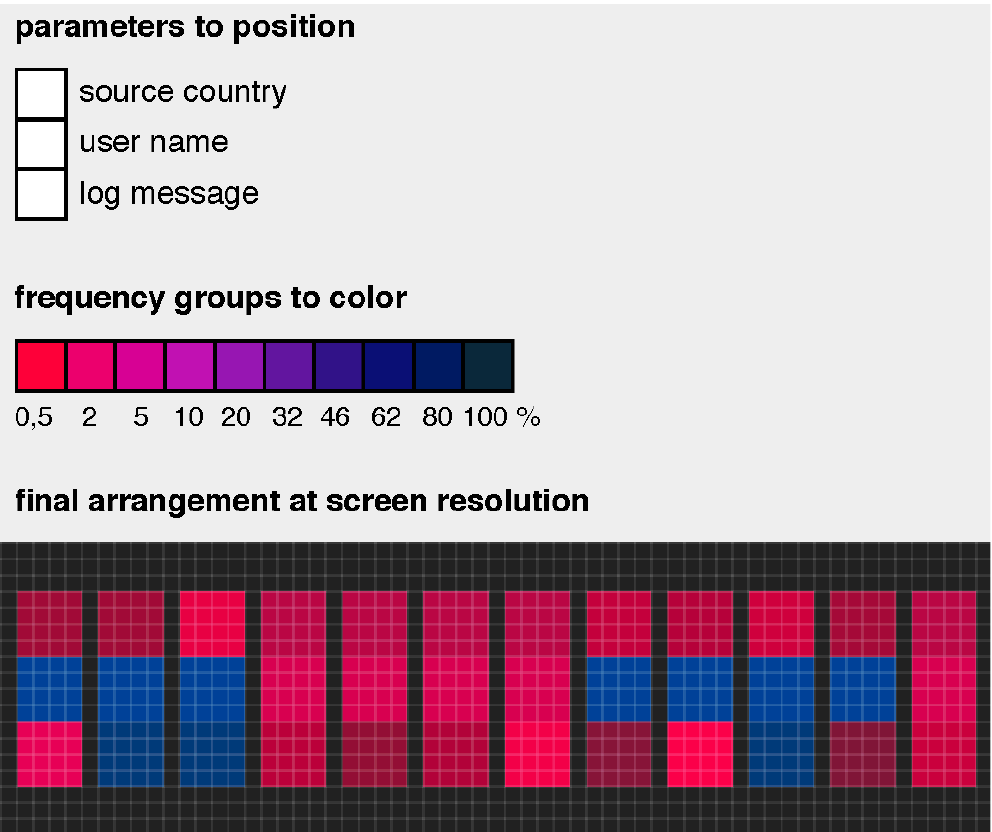 parameters to position
source country
user name
log message
frequency groups to color
0,5 2 5 10 20 32 46 62 80 100 %
final arrangement at screen resolution